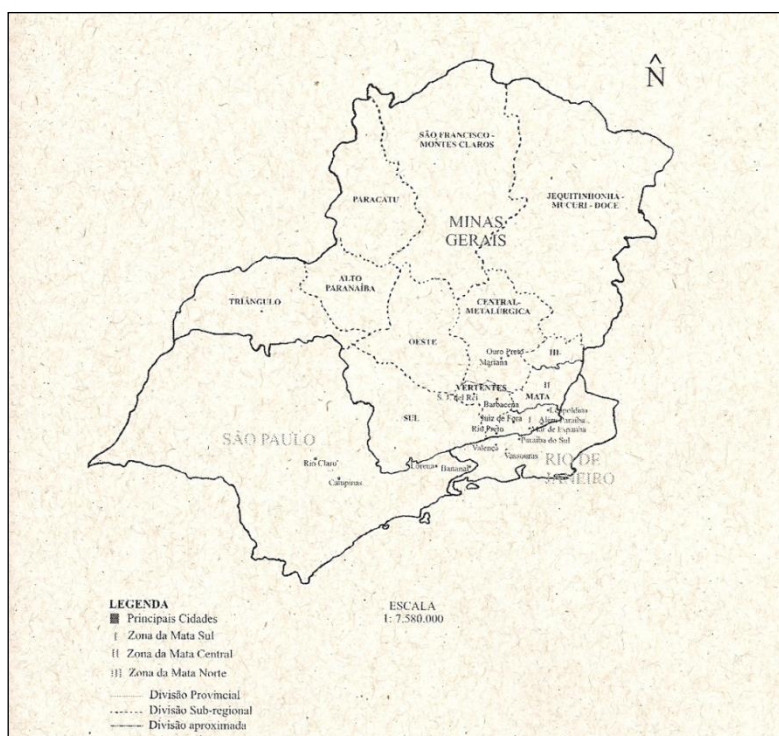 N
SÃO FRANCISCO -
MONTES CLAROS
JEQUITINHONHA -
MUCURI - DOCE
PARACATU
MINAS
GERAIS
ALTO
PARANAÍBA
TRIÂNGULO
CENTRAL-
METALÚRGICA
OESTE
Ouro Preto
Mariana
III
II
VERTENTES
MATA
S. J. del Rei
Barbacena
Leopoldina
Juiz de Fora
I
Além Paraíba
SUL
Rio Preto
Mar de Espanha
Paraíba do Sul
SÃO PAULO
Valença
Vassouras
RIO DE
JANEIRO
Rio Claro
Lorena
Bananal
Campinas
LEGENDA
Principais Cidades
I Zona da Mata Sul
II Zona da Mata Central
III Zona da Mata Norte
Divisão Provincial
Divisão Sub-regional
Divisão aproximada
ESCALA
1: 7.580.000